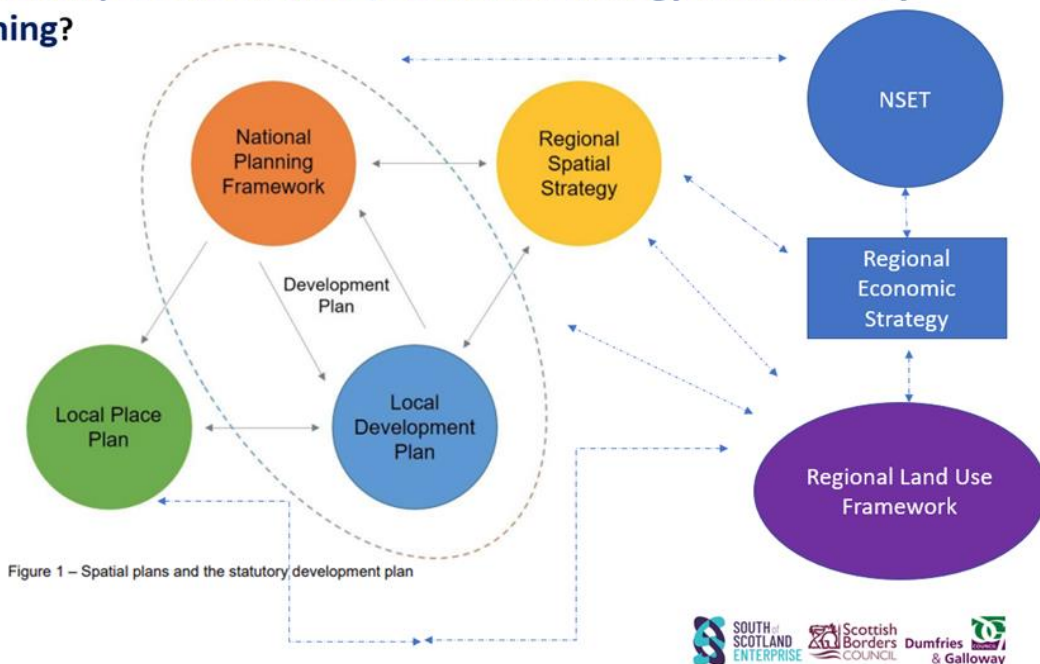 ning?
National
Planning
Framework
Regional
Spatial
Strategy
NSET
Development
Plan
Regional
Economic
Strategy
Local Place
Plan
Local
Development
Plan
Regional Land Use
Framework
Figure 1 – Spatial plans and the statutory development plan
SOUTH of
SCOTLAND
ENTERPRISE
Scottish
Borders
COUNCIL
Dumfries
& Galloway
COUNCIL